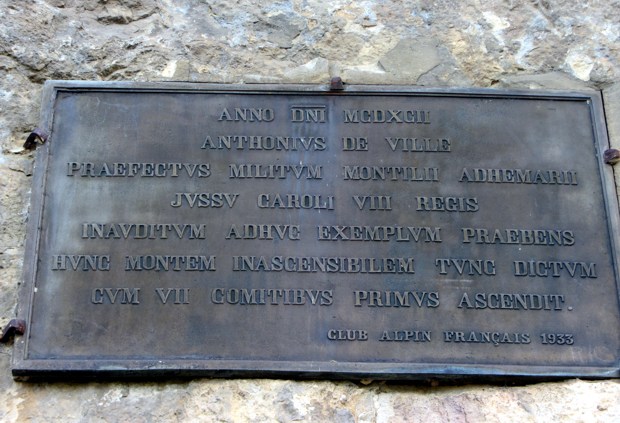 ANNO DNI MCDXCII
ANTHONIVS DE VILLE
PRAEFECTVS MILITVM MONTILII ADHEMARII
JVSSV CAROLI VIII REGIS
INAVDITVM ADHVC EXEMPLVM PRAEBENS
HVNC MONTEM INASCENSIBILEM TVNC DICTVM
CVM VII COMITIBVS PRIMVS ASCENDIT.
CLUB ALPIN FRANÇAIS 1933